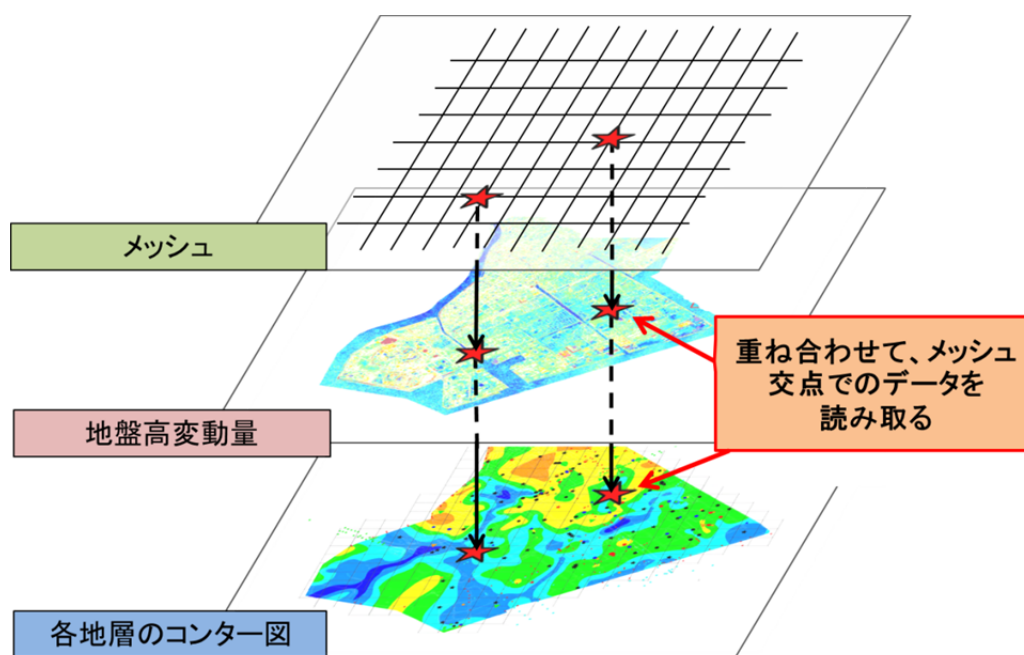 メッシュ
地盤高変動量
重ね合わせて、メッシュ
交点でのデータを
読み取る
各地層のコンター図